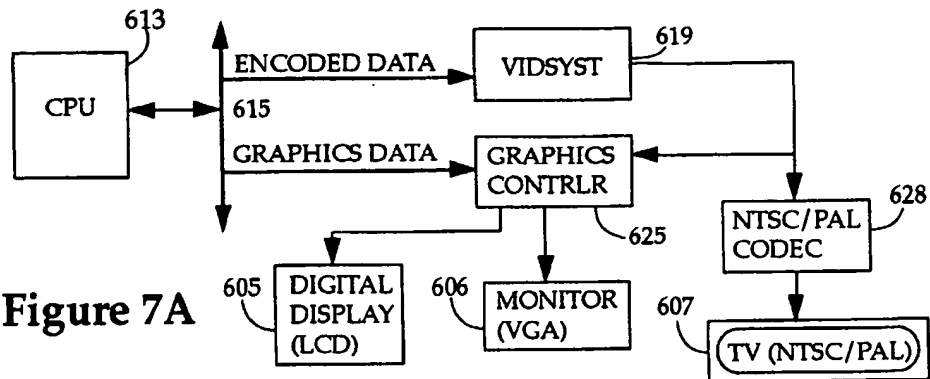 613
CPU
ENCODED DATA
615
GRAPHICS DATA
VIDSYST
619
GRAPHICS
CONTRLR
625
NTSC/PAL
CODEC
628
605
DIGITAL
DISPLAY
(LCD)
606
MONITOR
(VGA)
607
TV (NTSC/PAL)
Figure 7A